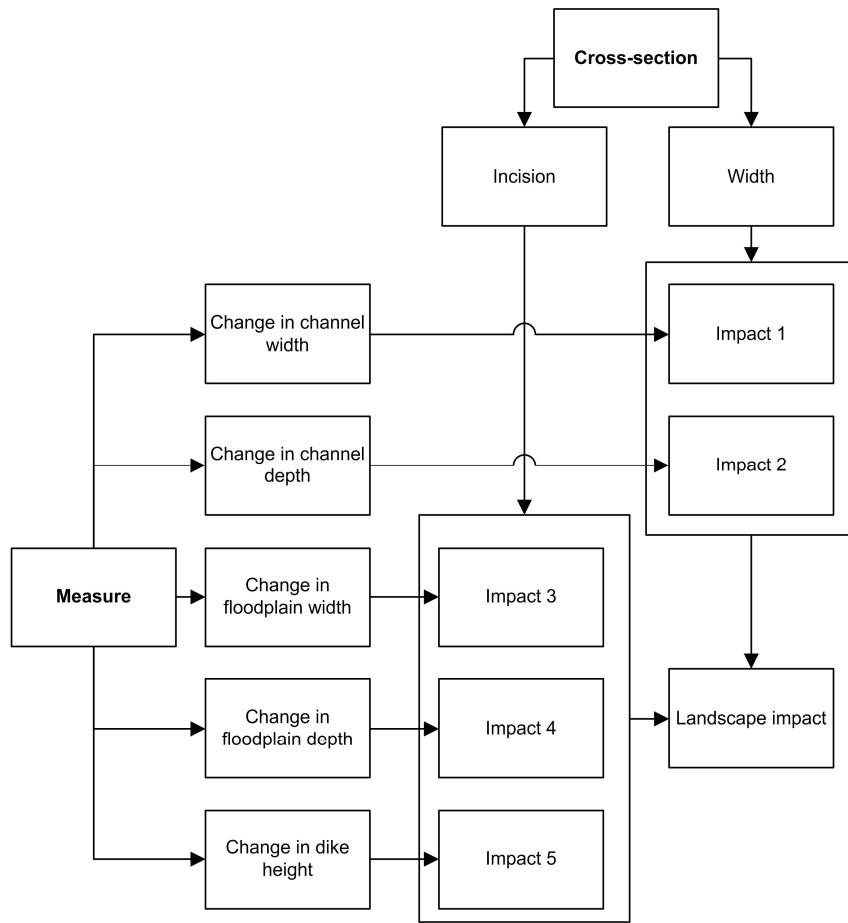 Cross-section
Incision
Width
Change in channel
width
Impact 1
Change in channel
depth
Impact 2
Measure
Change in
floodplain width
Impact 3
Change in
floodplain depth
Impact 4
Landscape impact
Change in dike
height
Impact 5